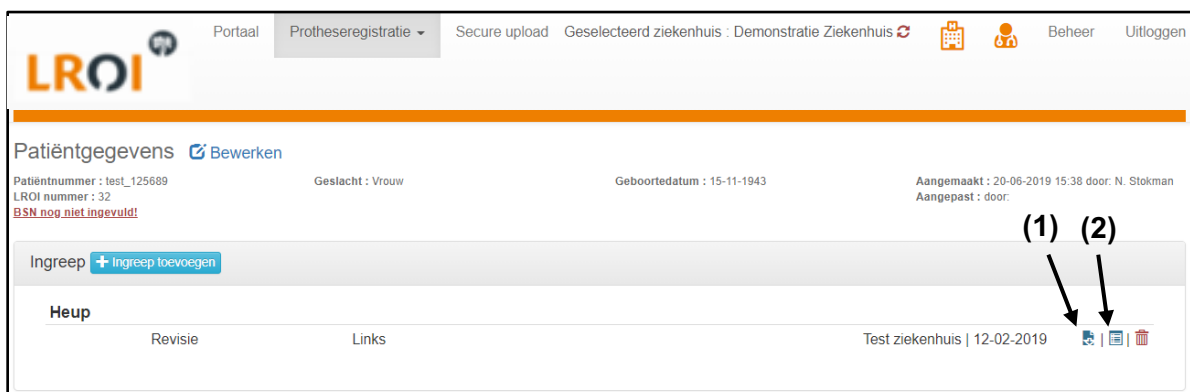 LROI
Portaal Protheseregistratie Secure upload Geselecteerd ziekenhuis : Demonstratie Ziekenhuis Beheer Uitloggen
Patiëntgegevens Bewerken
Patiëntnummer : test_125689 Geslacht : Vrouw Geboortedatum : 15-11-1943 Aangemaakt : 20-06-2019 15:38 door: N. Stokman
LROI nummer : 32 Aangepast : door:
BSN nog niet ingevuld!
(1) (2)
Ingreep + Ingreep toevoegen
Heup
Revisie Links Test ziekenhuis | 12-02-2019 | |